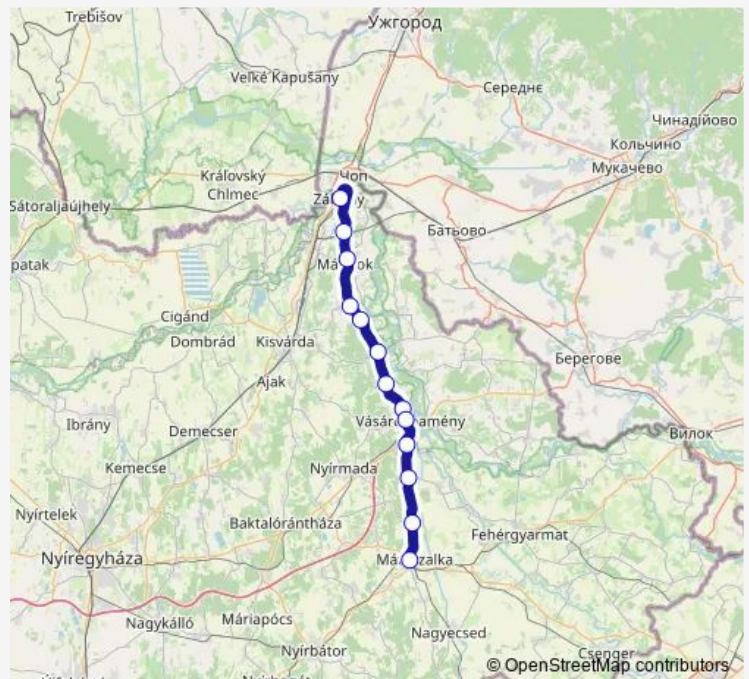 Trebišov
Ужгород
Veľké Kapušany
Середнє
Чинадійово
Кольчино
Мукачево
Kráľovský
Chlmec
Чоп
Sátoraljaújhely
Батьово
patak
Cigánd
Dombrád
Kisvárda
Берегове
Ajak
Ibrány
Demecser
Вилок
Kemecse
Nyírmada
Nyírtelek
Baktalórántháza
Fehérgyarmat
Nyíregyháza
Nagykálló
Máriapócs
Nyírbátor
Nagyecsed
Csenger
© OpenStreetMap contributors